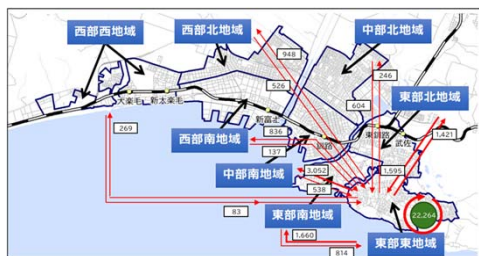 西部西地域
西部北地域
中部北地域
948
246
526
604
東部北地域
大楽毛
新大楽毛
新富士
釧路
東釧路
武佐
1,421
西部南地域
836
137
269
中部南地域
3,052
538
1,595
83
東部南地域
22,264
1,660
814
東部東地域